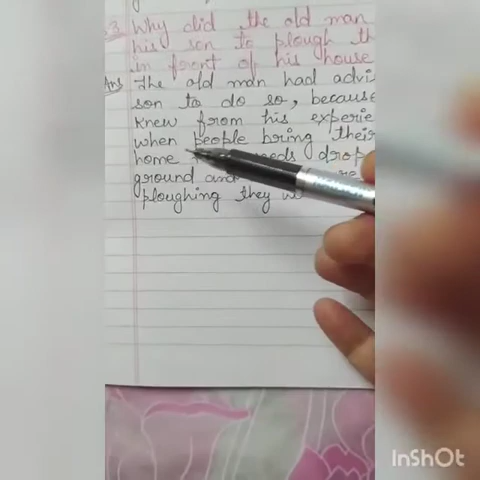 3 Why did the old man
his son to plough th
in front of his house
Ans The old man had advi
son to do so, because
knew from his experie
when people bring their
home seeds drop
ground and re
ploughing they w
InShOt